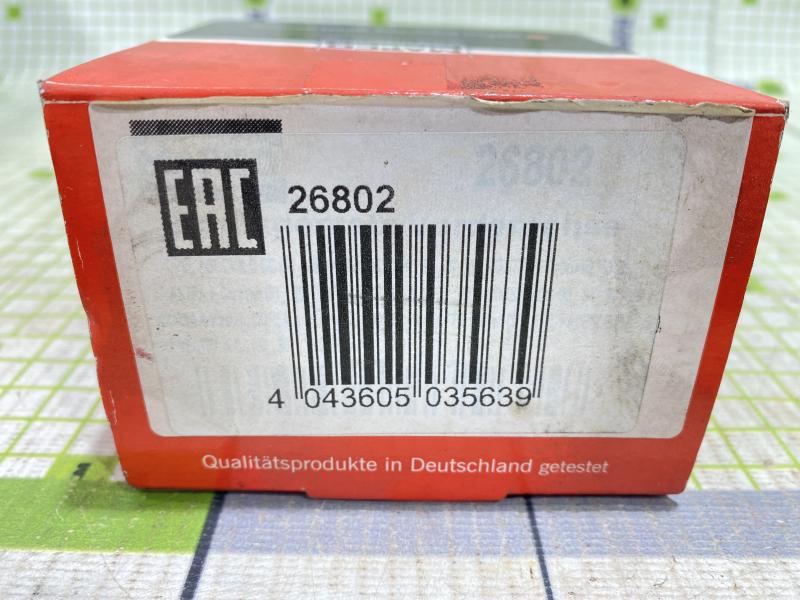 EAC
26802
4 043605 035639
Qualitätsprodukte in Deutschland getestet